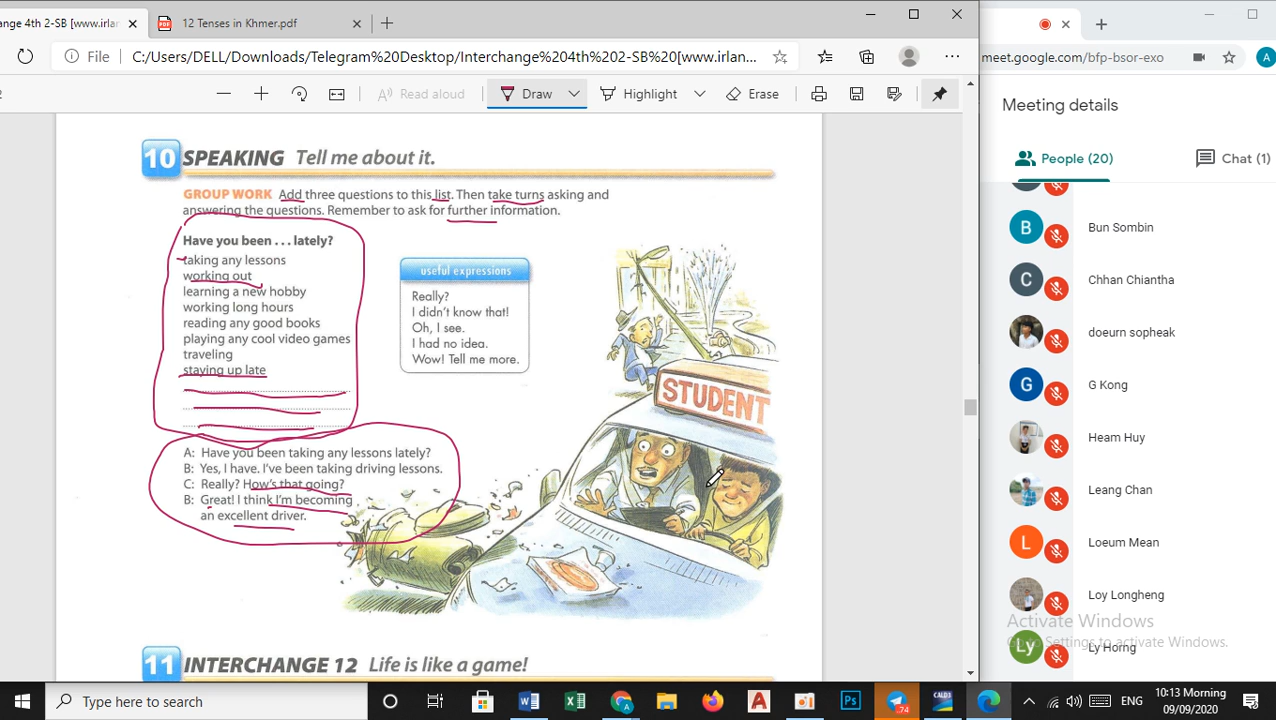 ange 4th 2-SB [www.irlan
12 Tenses in Khmer.pdf
File
C:/Users/DELL/Downloads/Telegram%20Desktop/Interchange%204th%202-SB%20[www.irlan...
meet.google.com/bfp-bsor-exo
Read aloud
Draw
Highlight
Erase
Meeting details
People (20)
Chat (1)
10 SPEAKING Tell me about it.
GROUP WORK Add three questions to this list. Then take turns asking and
answering the questions. Remember to ask for further information.
Have you been . . . lately?
taking any lessons
working out
learning a new hobby
working long hours
reading any good books
playing any cool video games
traveling
staying up late
useful expressions
Really?
I didn't know that!
Oh, I see.
I had no idea.
Wow! Tell me more.
STUDENT
A: Have you been taking any lessons lately?
B: Yes, I have. I've been taking driving lessons.
C: Really? How's that going?
B: Great! I think I'm becoming
an excellent driver.
11 INTERCHANGE 12 Life is like a game!
B Bun Sombin
C Chhan Chiantha
doeurn sopheak
G G Kong
Heam Huy
Leang Chan
L Loeum Mean
Loy Longheng
Ly Ly Horng
Activate Windows
Go to Settings to activate Windows.
Type here to search
74
CALD3
ENG
10:13 Morning
09/09/2020